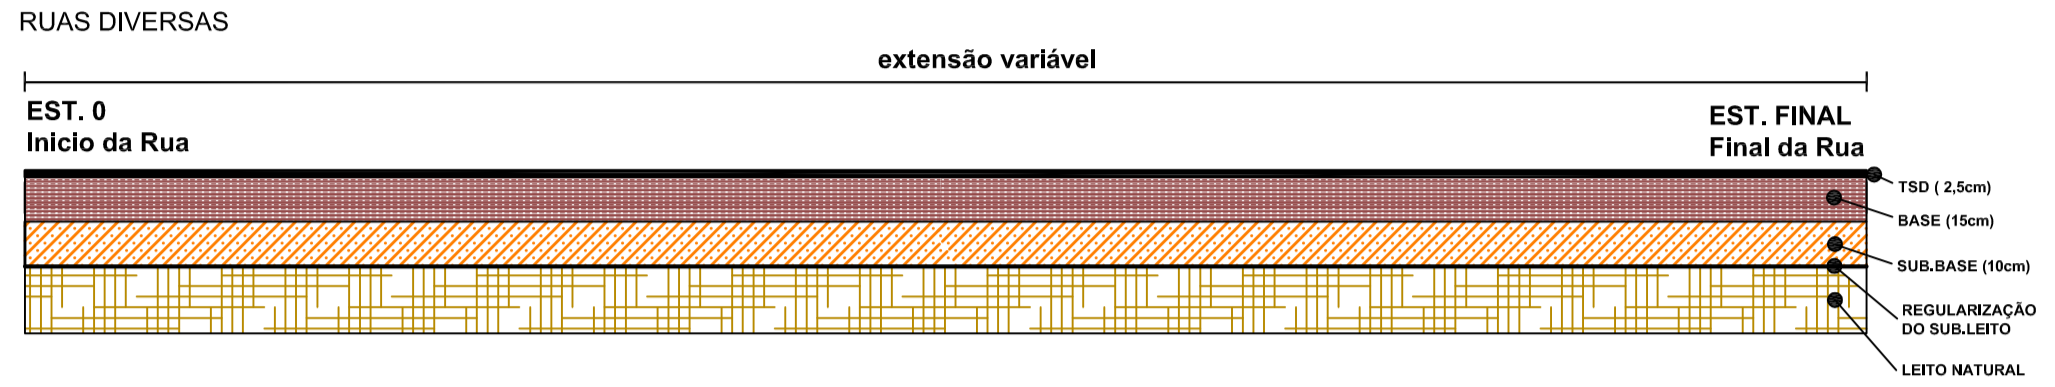 RUAS DIVERSAS
extensão variável
EST. 0
Inicio da Rua
EST. FINAL
Final da Rua
TSD ( 2,5cm)
BASE (15cm)
SUB.BASE (10cm)
REGULARIZAÇÃO
DO SUB.LEITO
LEITO NATURAL